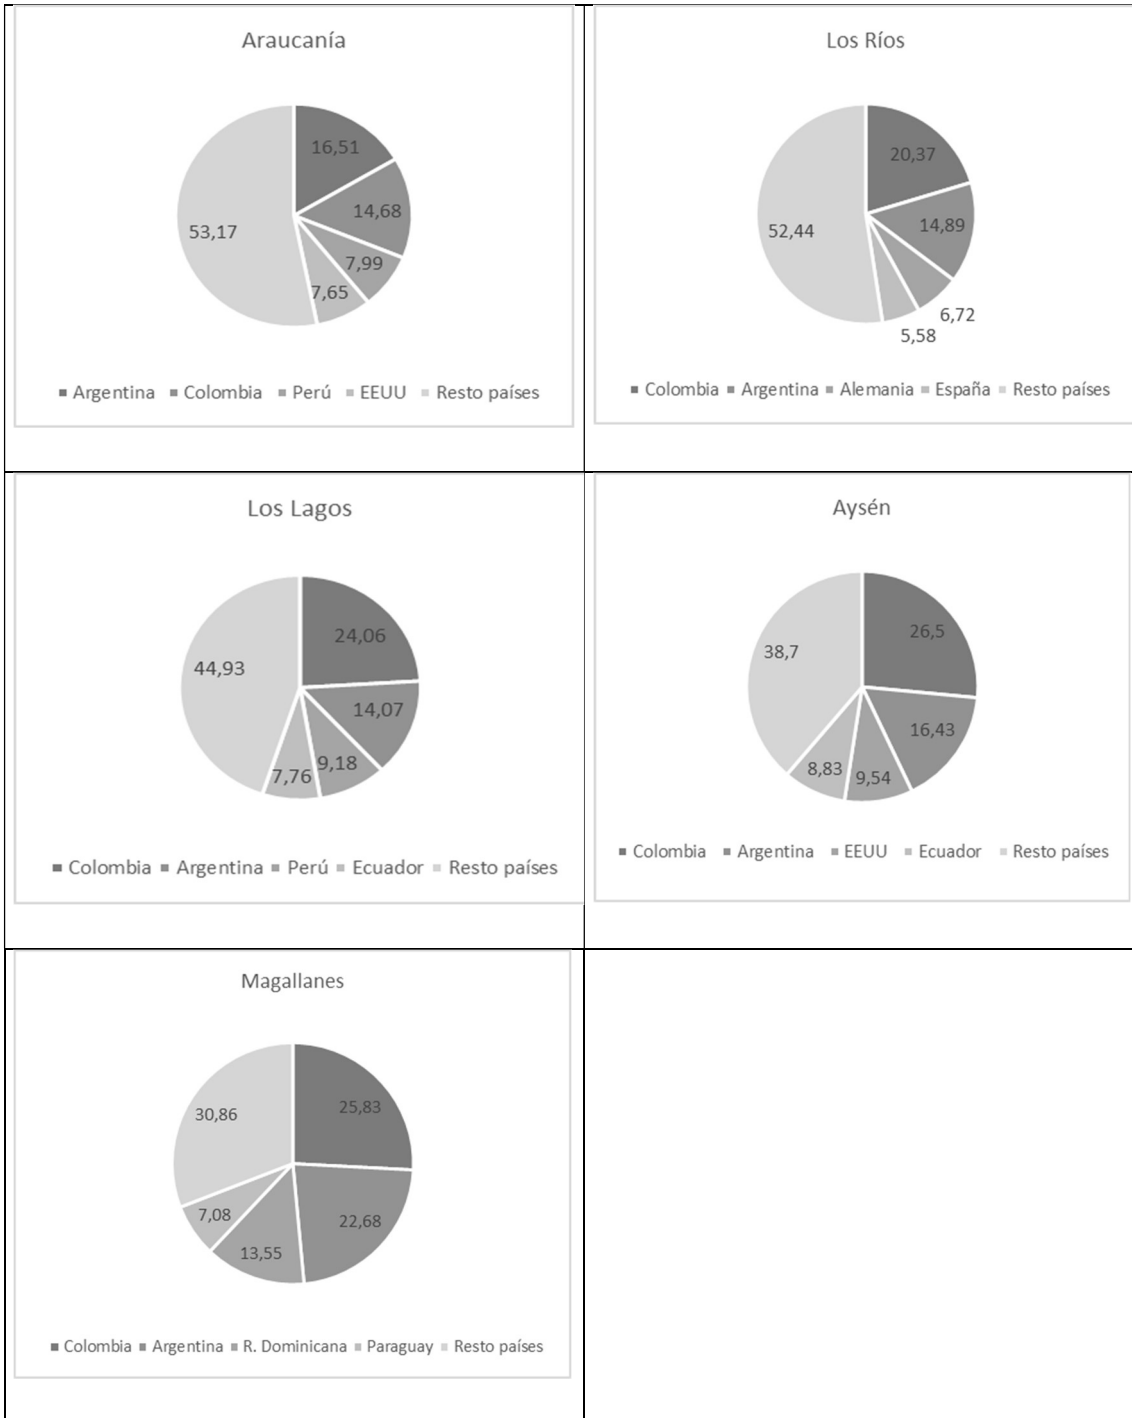 Araucanía
16,51
14,68
7,99
7,65
53,17
Argentina Colombia Perú EEUU Resto países
Los Ríos
20,37
14,89
6,72
5,58
52,44
Colombia Argentina Alemania España Resto países
Los Lagos
24,06
14,07
9,18
7,76
44,93
Colombia Argentina Perú Ecuador Resto países
Aysén
26,5
16,43
9,54
8,83
38,7
Colombia Argentina EEUU Ecuador Resto países
Magallanes
25,83
22,68
13,55
7,08
30,86
Colombia Argentina R. Dominicana Paraguay Resto países